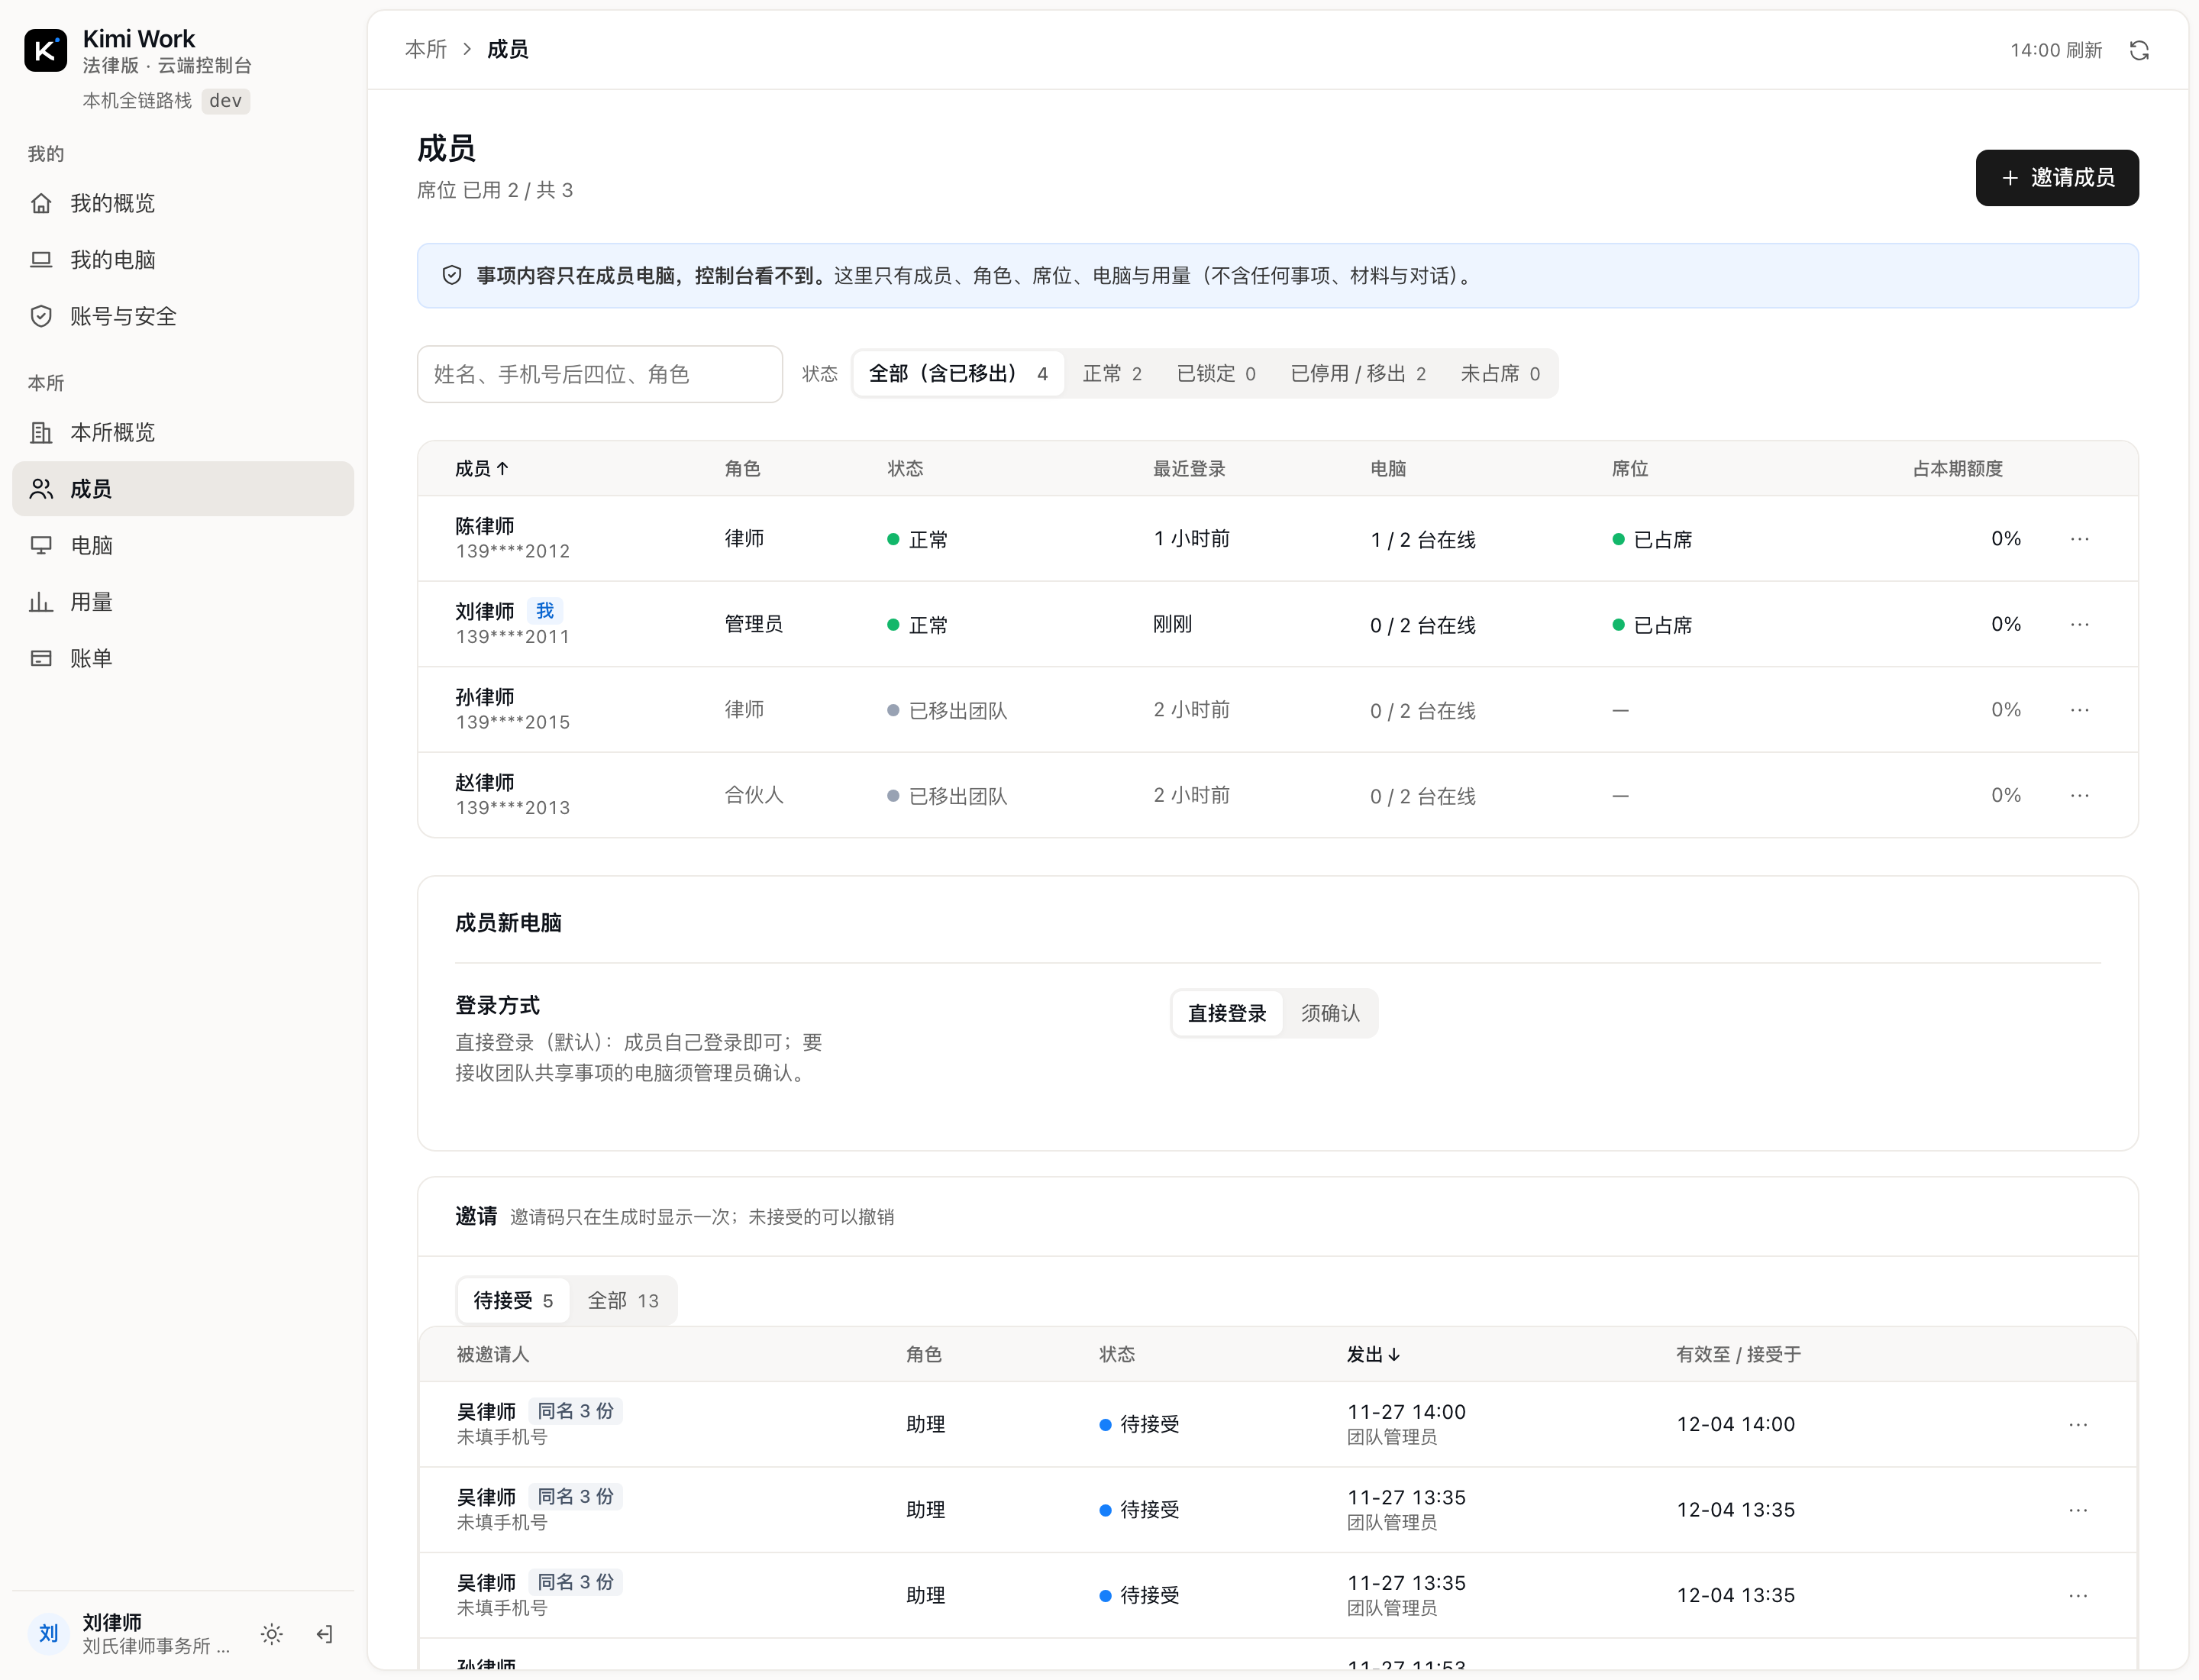 Kimi Work
法律版 · 云端控制台
本机全链路栈 dev
我的
我的概览
我的电脑
账号与安全
本所
本所概览
成员
电脑
用量
账单
刘
刘律师
刘氏律师事务所 ...
本所 > 成员
14:00 刷新
成员
席位 已用 2 / 共 3
+ 邀请成员
事项内容只在成员电脑，控制台看不到。这里只有成员、角色、席位、电脑与用量（不含任何事项、材料与对话）。
姓名、手机号后四位、角色
状态 全部（含已移出） 4 正常 2 已锁定 0 已停用 / 移出 2 未占席 0
成员 ↑ 角色 状态 最近登录 电脑 席位 占本期额度
陈律师
139****2012
律师 正常 1 小时前 1 / 2 台在线 已占席 0% ···
刘律师 我
139****2011
管理员 正常 刚刚 0 / 2 台在线 已占席 0% ···
孙律师
139****2015
律师 已移出团队 2 小时前 0 / 2 台在线 — 0% ···
赵律师
139****2013
合伙人 已移出团队 2 小时前 0 / 2 台在线 — 0% ···
成员新电脑
登录方式
直接登录（默认）：成员自己登录即可；要
接收团队共享事项的电脑须管理员确认。
直接登录 须确认
邀请 邀请码只在生成时显示一次；未接受的可以撤销
待接受 5 全部 13
被邀请人 角色 状态 发出 ↓ 有效至 / 接受于
吴律师 同名 3 份
未填手机号
助理 待接受
11-27 14:00
团队管理员
12-04 14:00 ···
吴律师 同名 3 份
未填手机号
助理 待接受
11-27 13:35
团队管理员
12-04 13:35 ···
吴律师 同名 3 份
未填手机号
助理 待接受
11-27 13:35
团队管理员
12-04 13:35 ···
孙律师
11-27 11:53